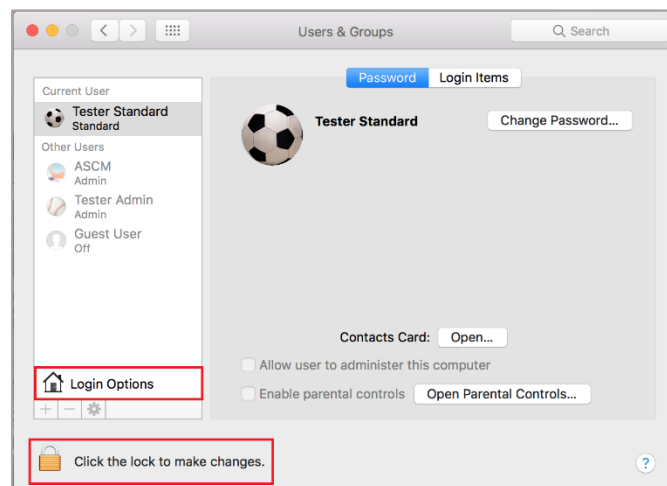 Users & Groups
Search
Password
Login Items
Current User
Tester Standard
Standard
Other Users
ASCM
Admin
Tester Admin
Admin
Guest User
Off
Login Options
+ −
Tester Standard
Change Password...
Contacts Card:
Open...
Allow user to administer this computer
Enable parental controls
Open Parental Controls...
Click the lock to make changes.
?